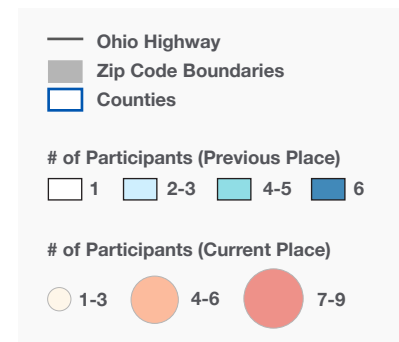 Ohio Highway
Zip Code Boundaries
Counties
# of Participants (Previous Place)
1 2-3 4-5 6
# of Participants (Current Place)
1-3 4-6 7-9